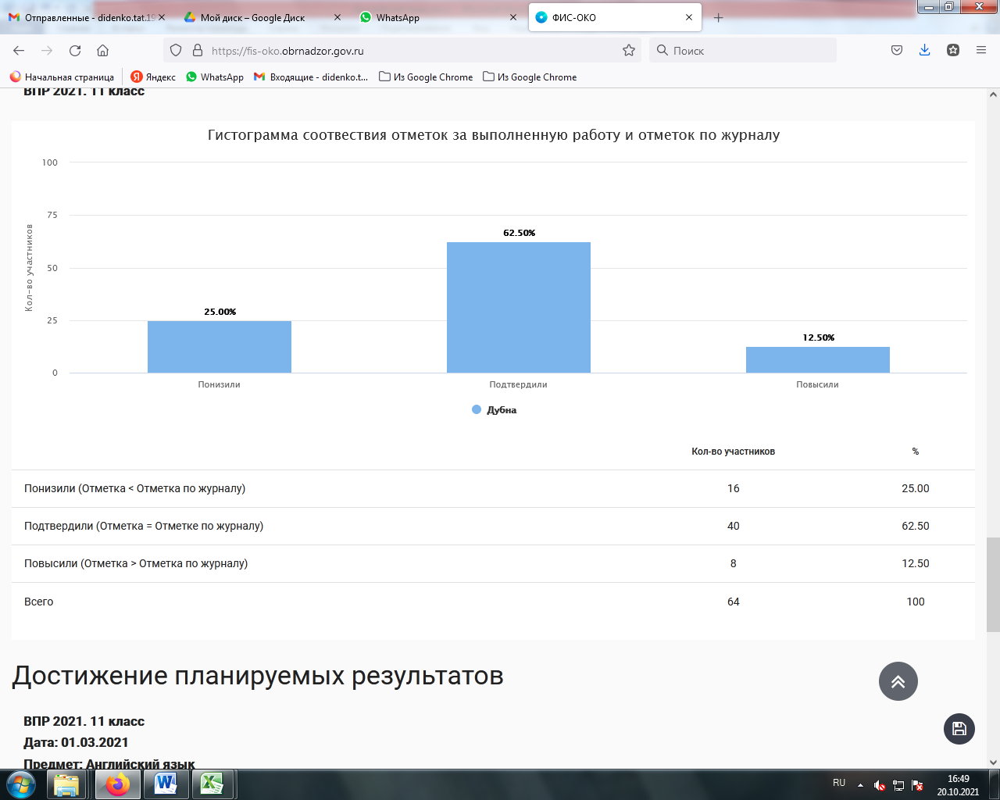 Отправленные - didenko.tat.19
Мой диск – Google Диск
WhatsApp
ФИС-ОКО
https://fis-oko.obrnadzor.gov.ru
Поиск
Начальная страница
Яндекс
WhatsApp
Входящие - didenko.t...
Из Google Chrome
Из Google Chrome
ВПР 2021. 11 класс
Гистограмма соотвествия отметок за выполненную работу и отметок по журналу
100
75
50
25
0
Кол-во участников
25.00%
62.50%
12.50%
Понизили
Подтвердили
Повысили
Дубна
Кол-во участников %
Понизили (Отметка < Отметка по журналу) 16 25.00
Подтвердили (Отметка = Отметке по журналу) 40 62.50
Повысили (Отметка > Отметка по журналу) 8 12.50
Всего 64 100
Достижение планируемых результатов
ВПР 2021. 11 класс
Дата: 01.03.2021
Предмет: Английский язык
RU
16:49
20.10.2021